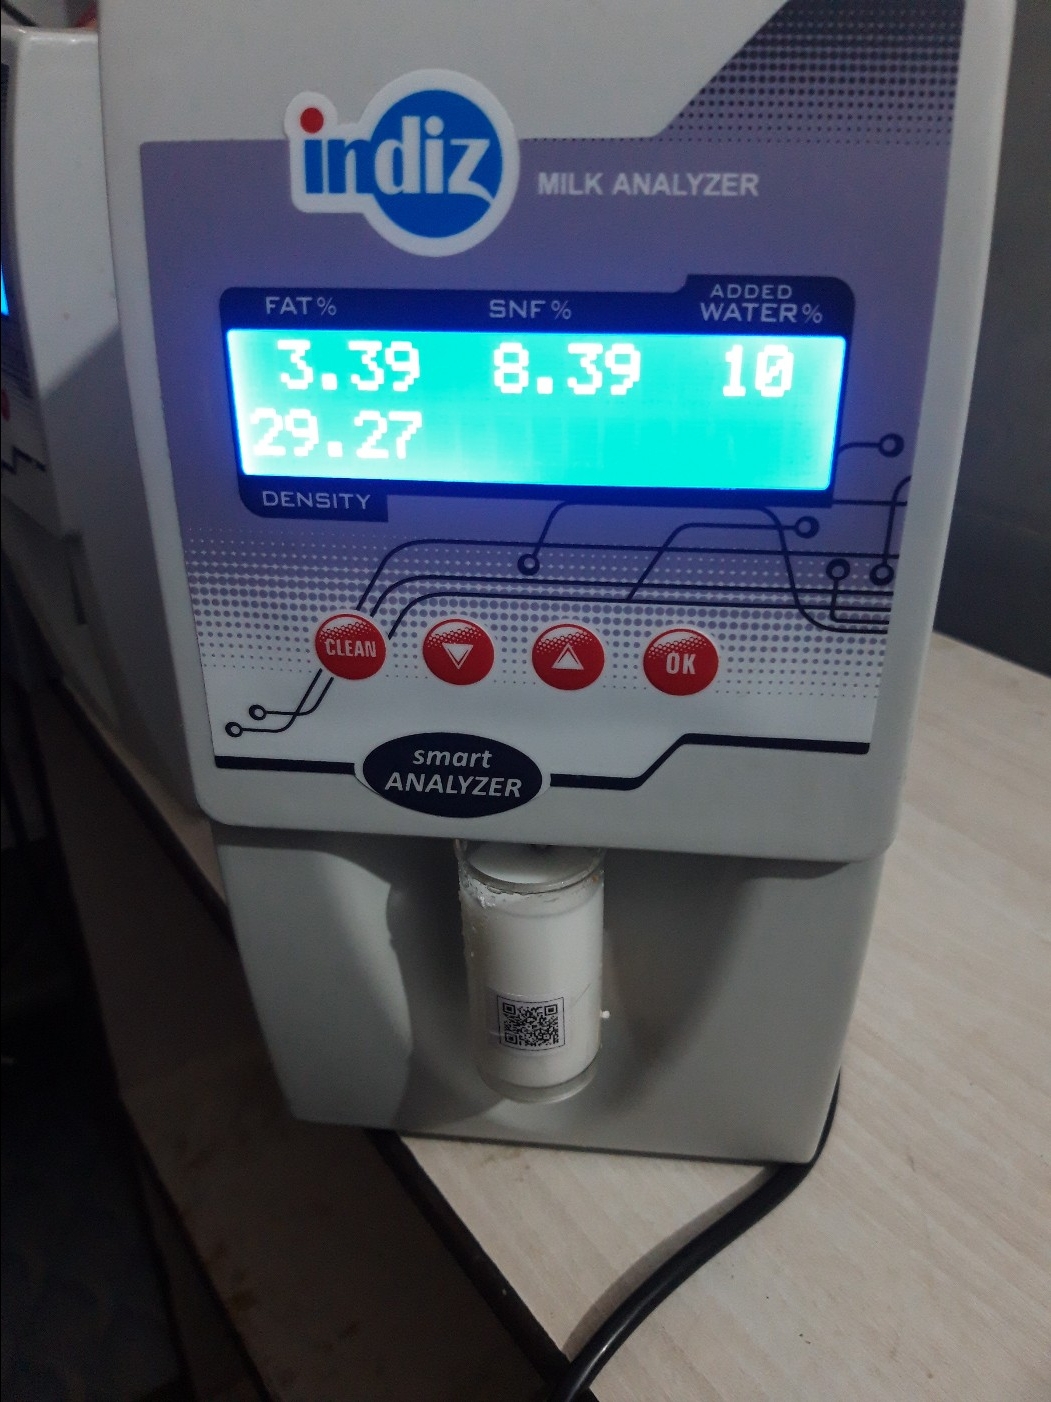 indiz
MILK ANALYZER
FAT% SNF% ADDED WATER%
3.39 8.39 10
29.27
DENSITY
CLEAN OK
smart
ANALYZER